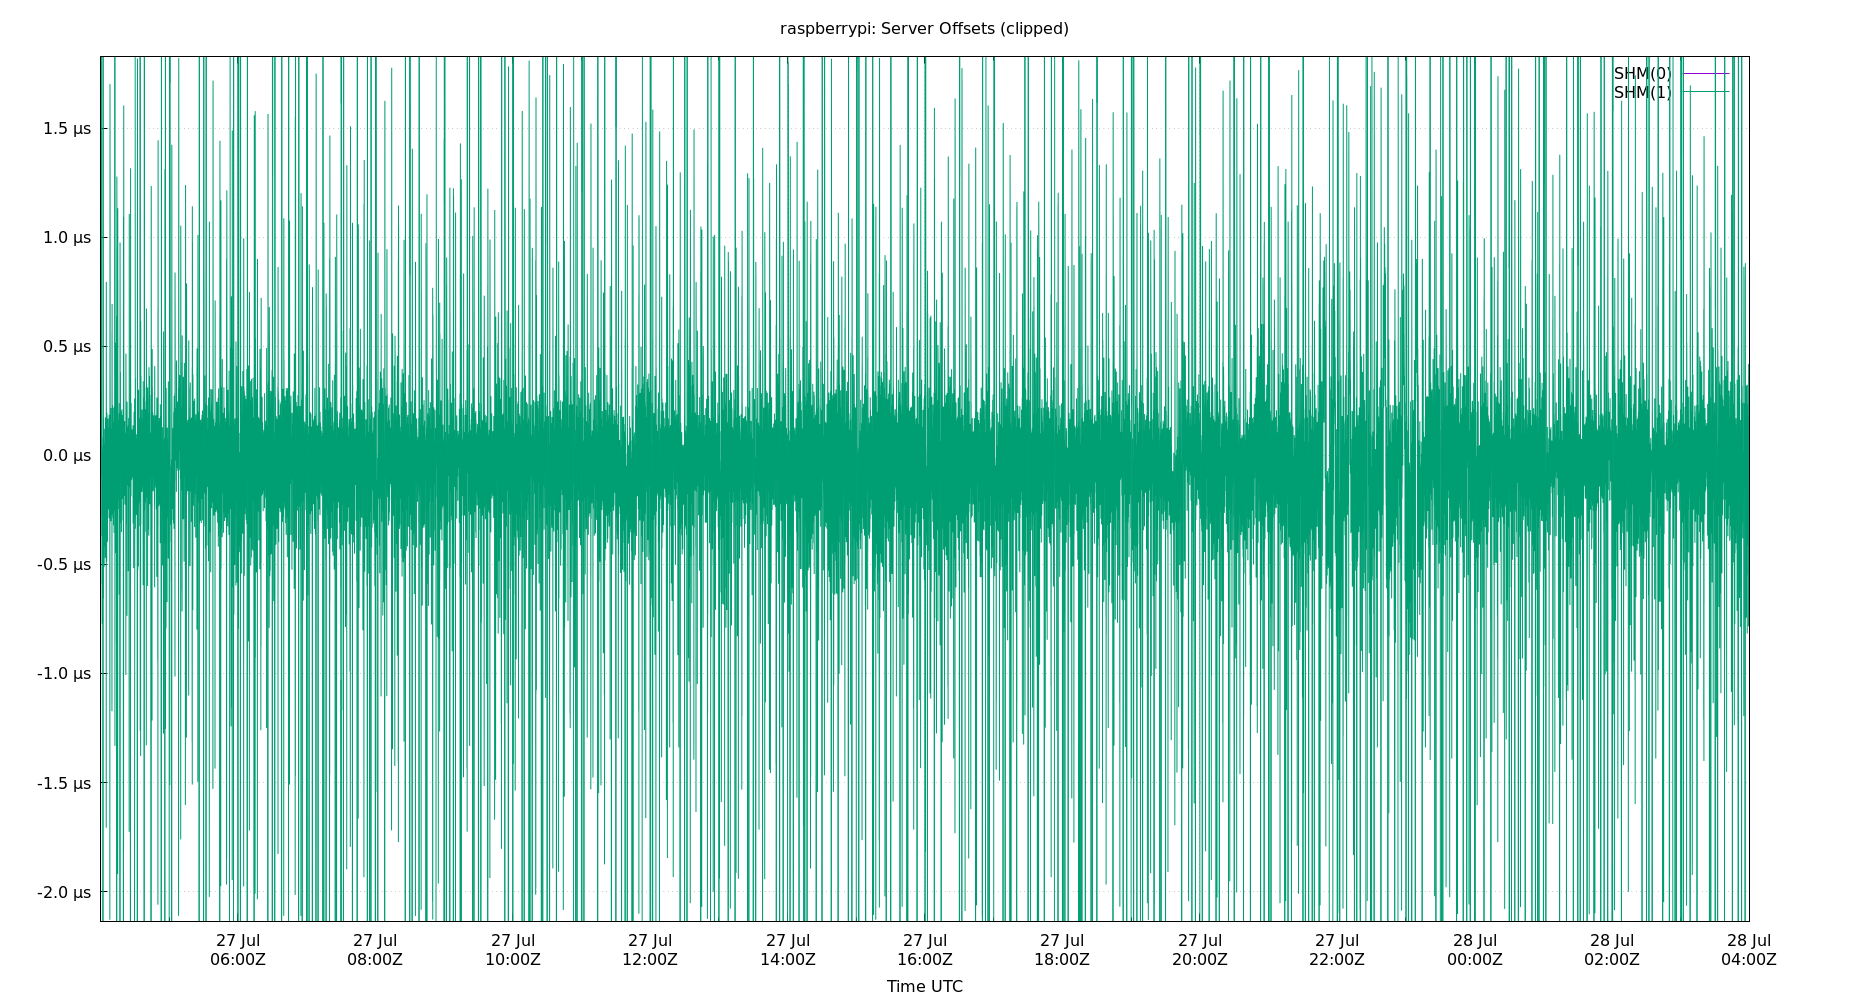 raspberrypi: Server Offsets (clipped)
SHM(0)
SHM(1)
1.5 µs
1.0 µs
0.5 µs
0.0 µs
-0.5 µs
-1.0 µs
-1.5 µs
-2.0 µs
27 Jul 27 Jul 27 Jul 27 Jul 27 Jul 27 Jul 27 Jul 27 Jul 27 Jul 28 Jul 28 Jul 28 Jul
06:00Z 08:00Z 10:00Z 12:00Z 14:00Z 16:00Z 18:00Z 20:00Z 22:00Z 00:00Z 02:00Z 04:00Z
Time UTC